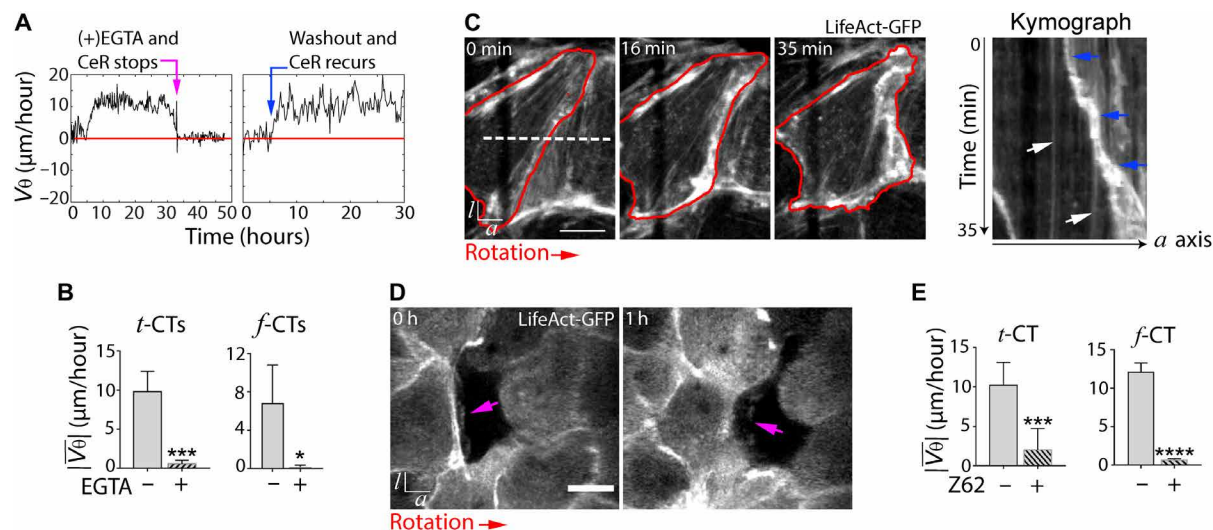 A
(+)EGTA and
CeR stops
Washout and
CeR recurs
Vθ (µm/hour)
20
10
0
−10
−20
0 10 20 30 40 50
0 10 20 30
Time (hours)
B
t-CTs
f-CTs
|Vθ| (µm/hour)
15
10
5
0
***
12
8
4
0
*
EGTA − + − +
C
LifeAct-GFP
0 min
16 min
35 min
l
a
Rotation
Kymograph
Time (min)
0
35
a axis
D
0 h
LifeAct-GFP
1 h
l
a
Rotation
E
t-CT
f-CT
|Vθ| (µm/hour)
15
10
5
0
***
15
10
5
0
****
Z62 − + − +